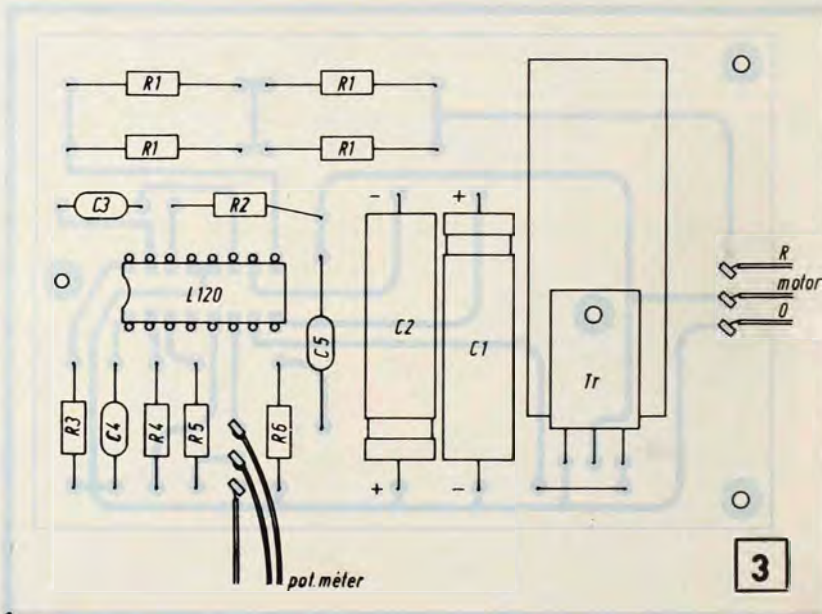 R1 R1
R1 R1
C3 R2 - +
L120
R
motor
0
C5 C2 C1
Tr
R3 C4 R4 R5 R6
+ -
pot.méter
3